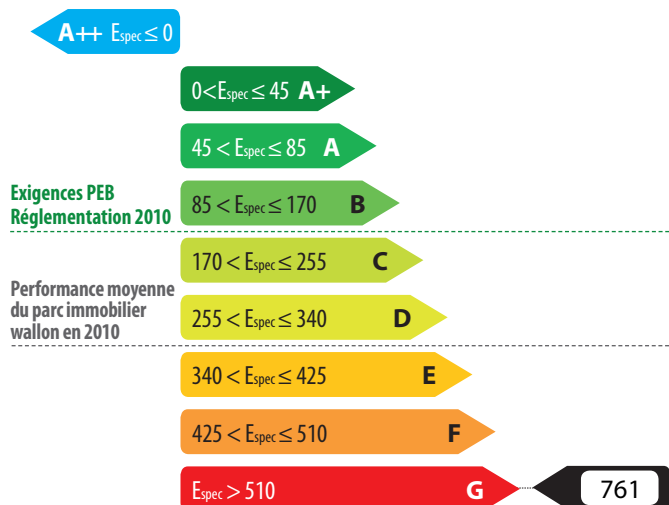 A++ Espec ≤ 0
0<Espec ≤ 45 A+
45 < Espec ≤ 85 A
Exigences PEB
Réglementation 2010
85 < Espec ≤ 170 B
170 < Espec ≤ 255 C
Performance moyenne
du parc immobilier
wallon en 2010
255 < Espec ≤ 340 D
340 < Espec ≤ 425 E
425 < Espec ≤ 510 F
Espec > 510 G 761